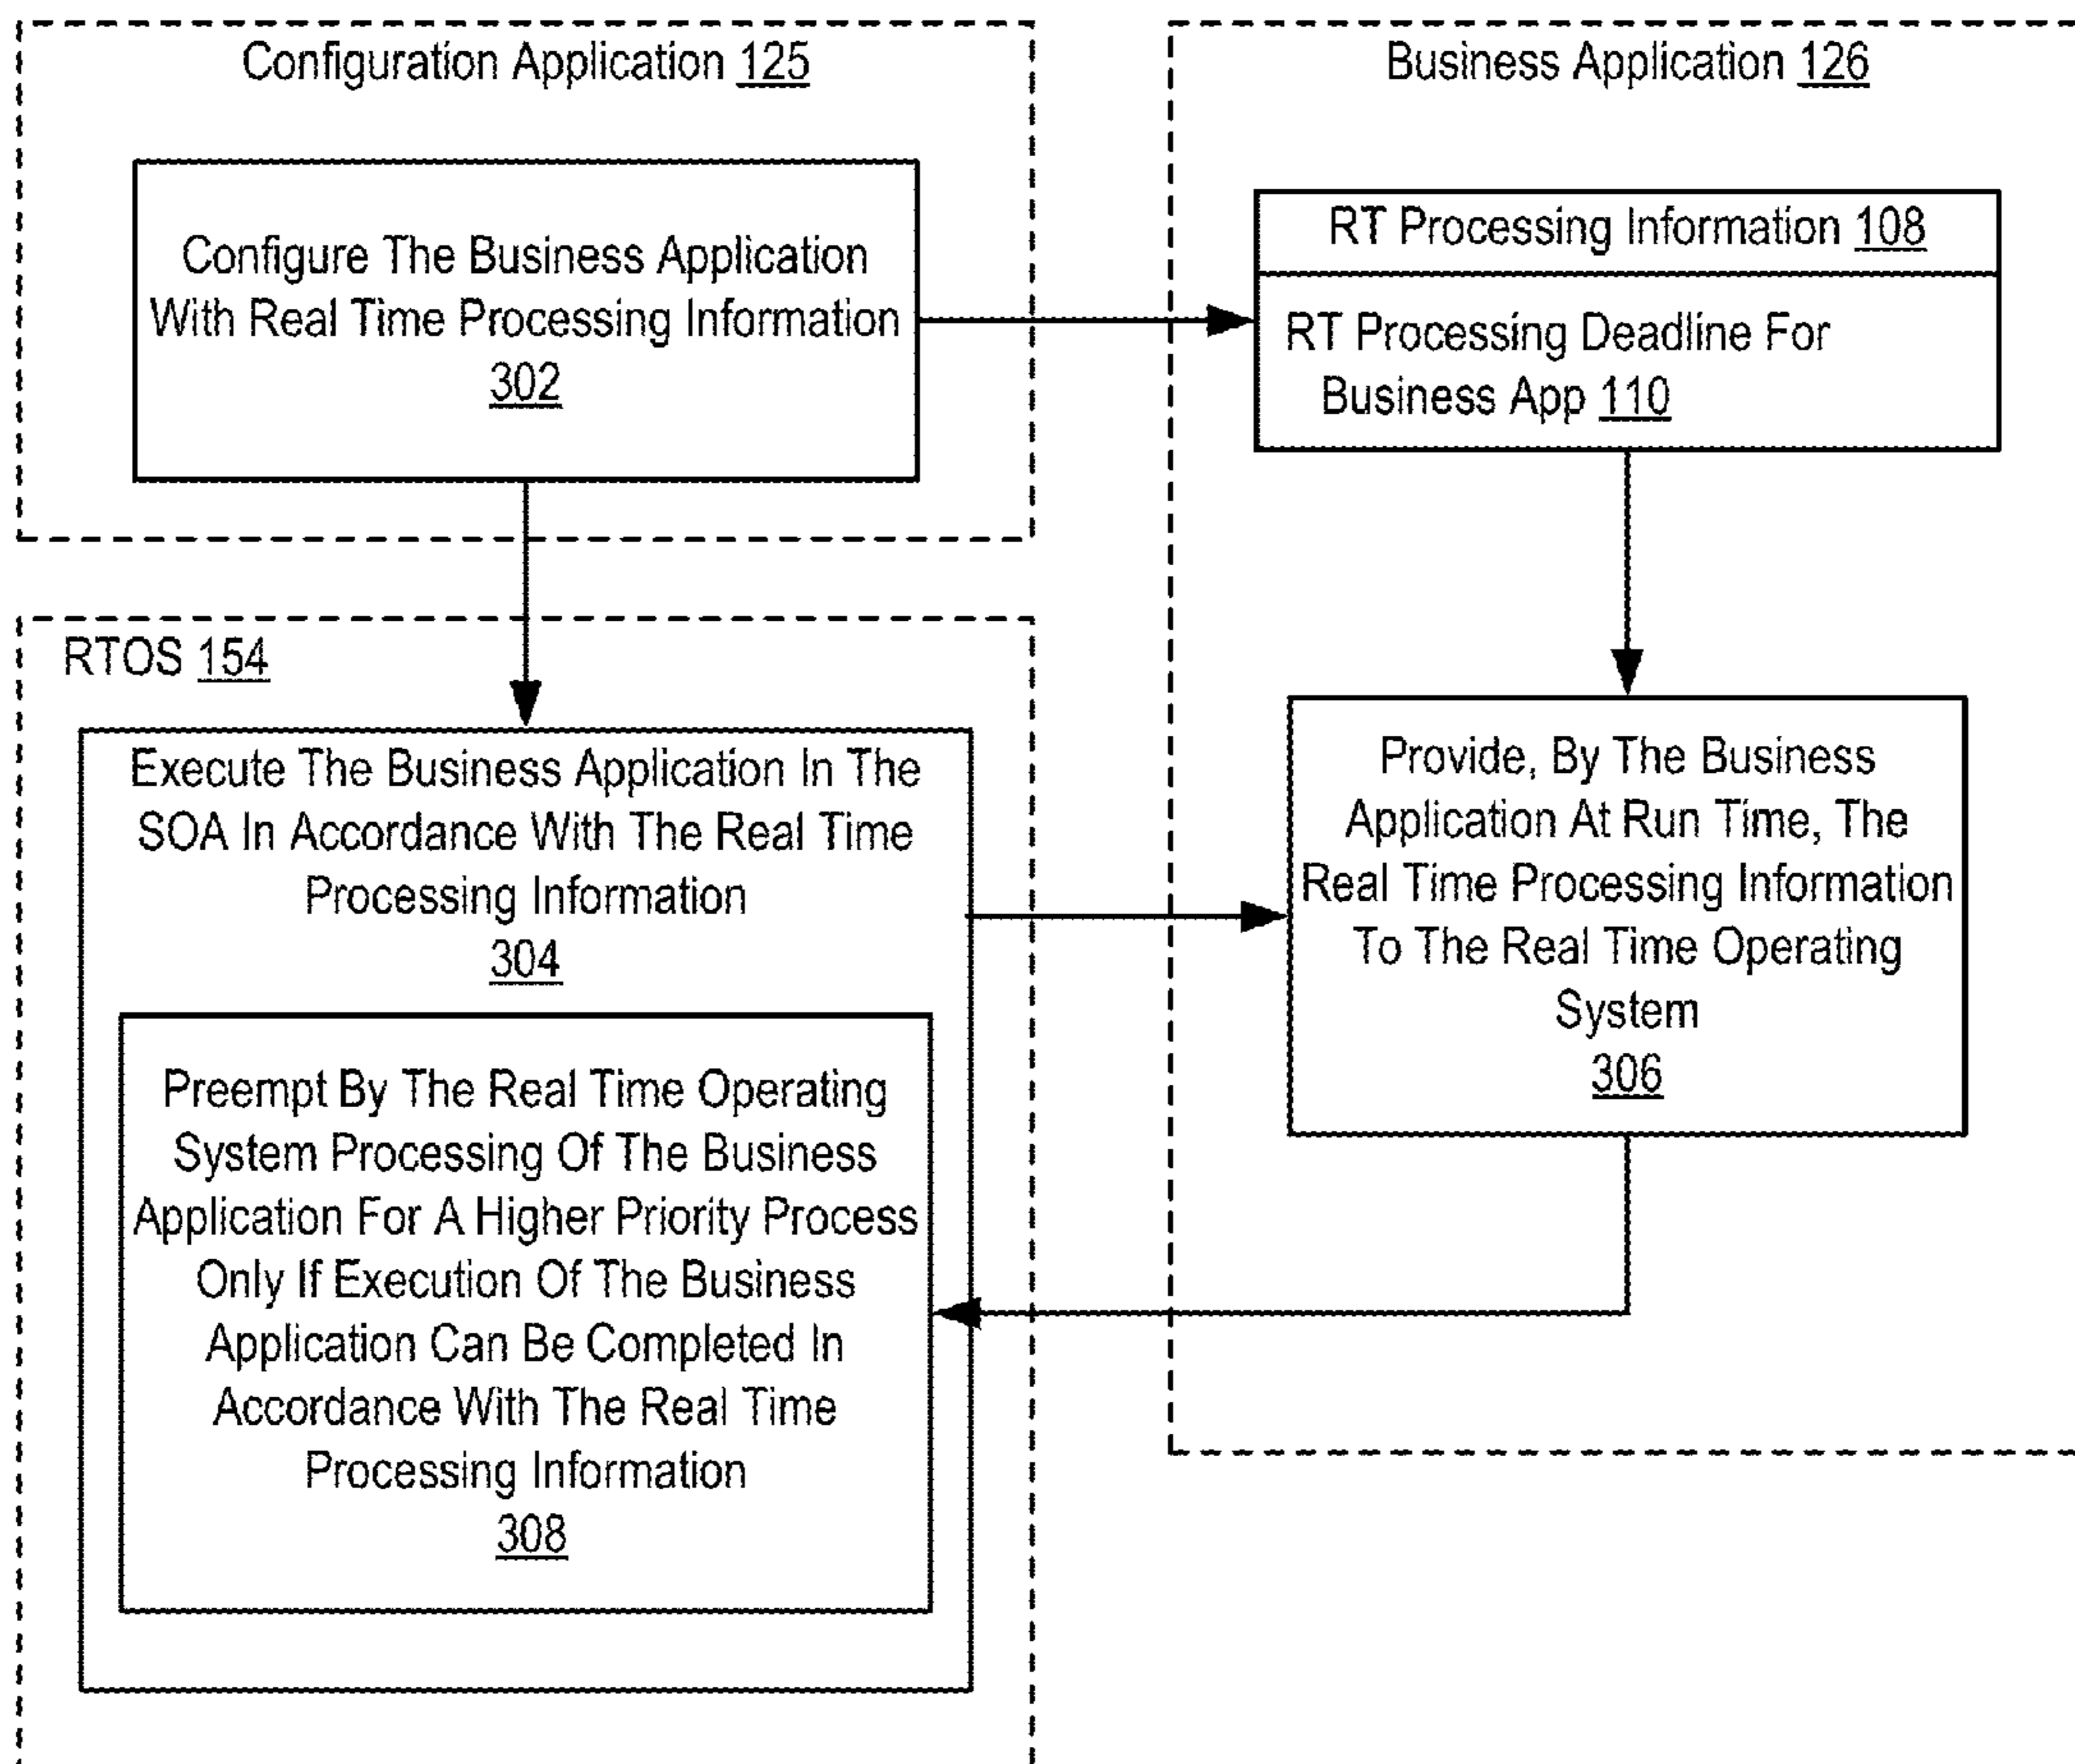 Configuration Application 125
Configure The Business Application
With Real Time Processing Information
302
Business Application 126
RT Processing Information 108
RT Processing Deadline For
Business App 110
RTOS 154
Execute The Business Application In The
SOA In Accordance With The Real Time
Processing Information
304
Provide, By The Business
Application At Run Time, The
Real Time Processing Information
To The Real Time Operating
System
306
Preempt By The Real Time Operating
System Processing Of The Business
Application For A Higher Priority Process
Only If Execution Of The Business
Application Can Be Completed In
Accordance With The Real Time
Processing Information
308